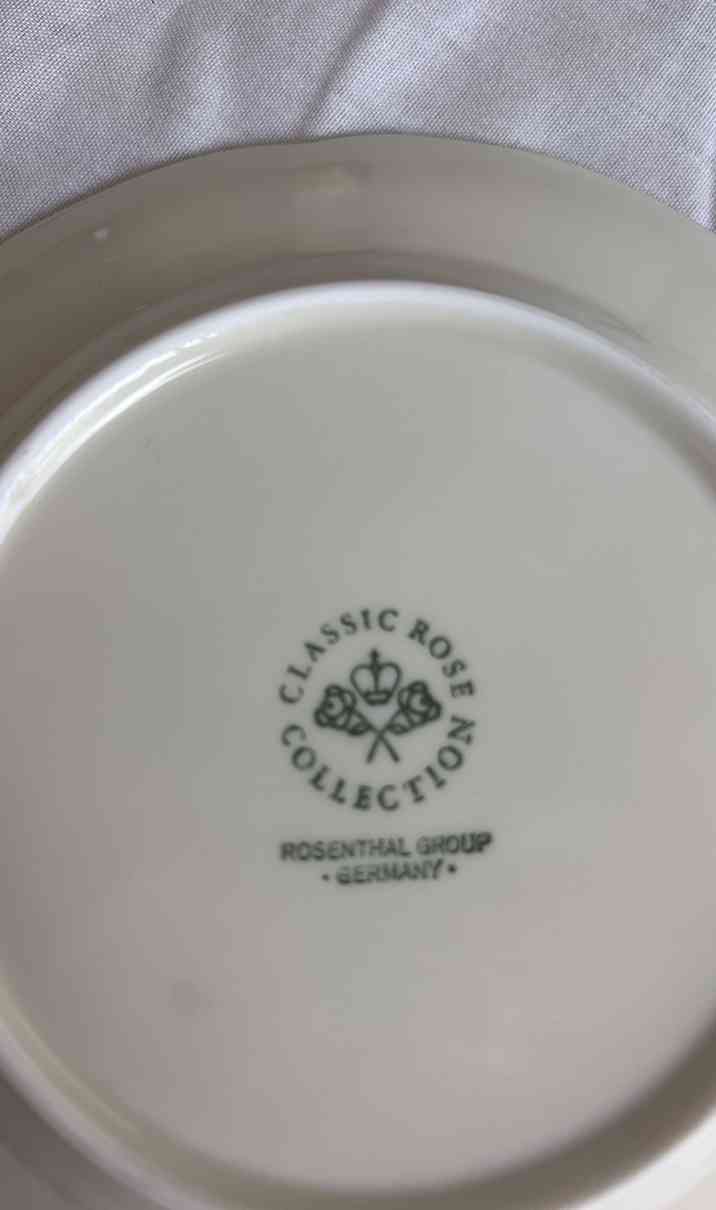 CLASSIC ROSE
COLLECTION
ROSENTHAL GROUP
· GERMANY ·